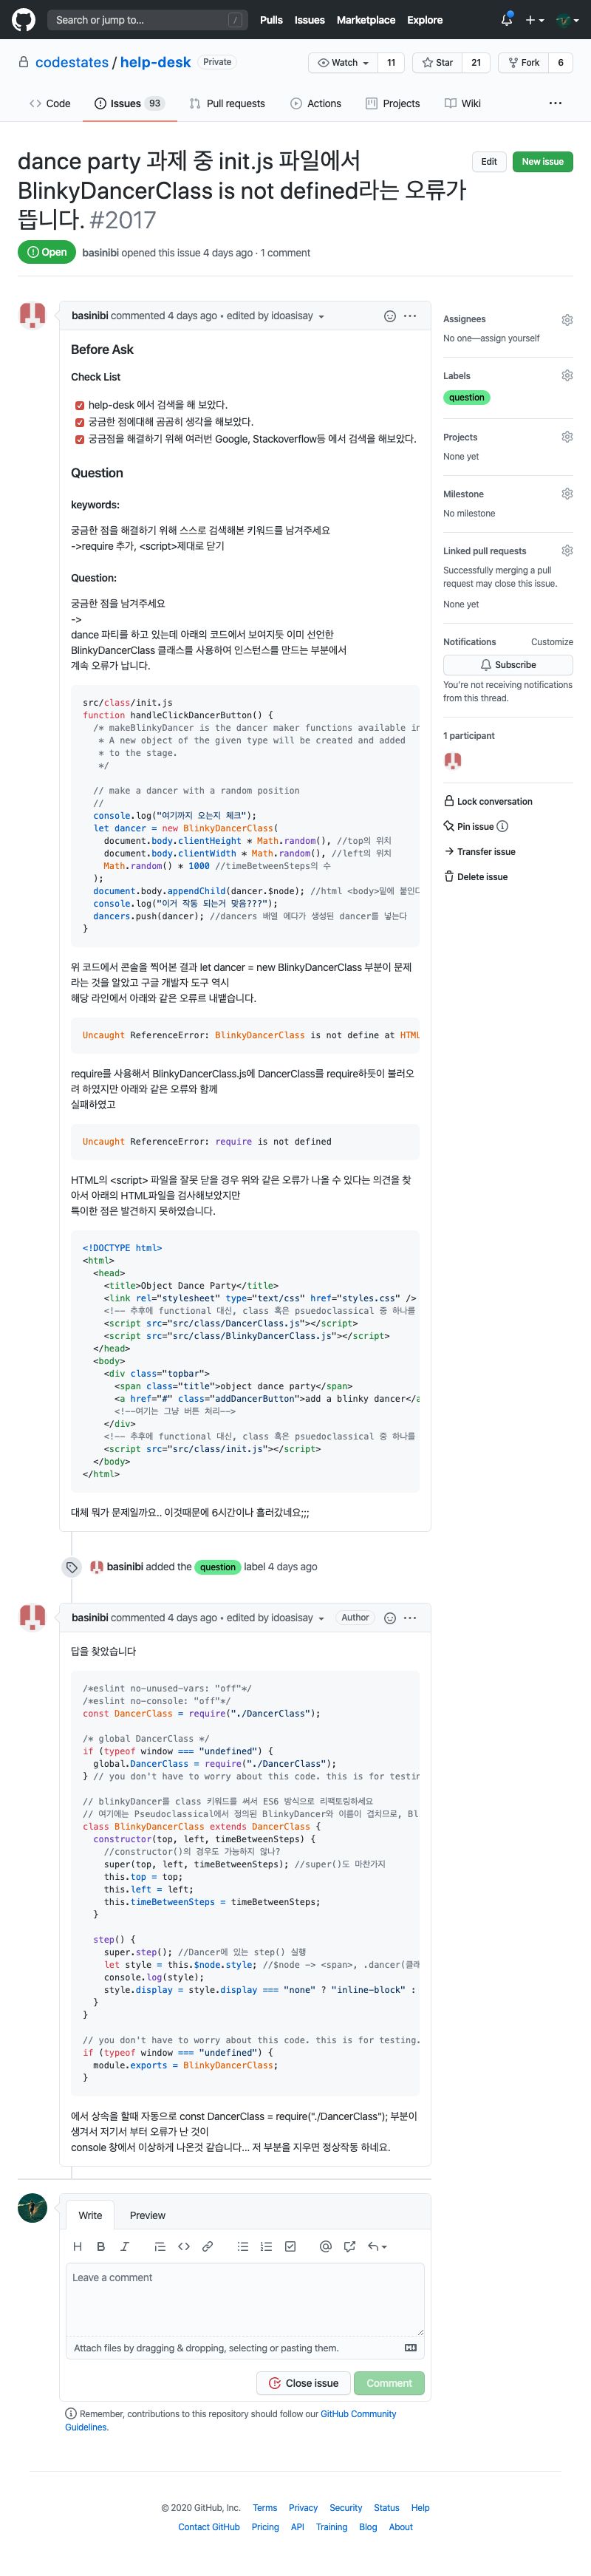 Search or jump to... /
Pulls Issues Marketplace Explore
codestates / help-desk Private
Watch 11 Star 21 Fork 6
Code Issues 93 Pull requests Actions Projects Wiki
dance party 과제 중 init.js 파일에서
BlinkyDancerClass is not defined라는 오류가
뜹니다. #2017
Edit New issue
Open basinibi opened this issue 4 days ago · 1 comment
basinibi commented 4 days ago • edited by idoasisay
Before Ask
Check List
help-desk 에서 검색을 해 보았다.
궁금한 점에대해 곰곰히 생각을 해보았다.
궁금점을 해결하기 위해 여러번 Google, Stackoverflow등 에서 검색을 해보았다.
Question
keywords:
궁금한 점을 해결하기 위해 스스로 검색해본 키워드를 남겨주세요
->require 추가, <script>제대로 닫기
Question:
궁금한 점을 남겨주세요
->
dance 파티를 하고 있는데 아래의 코드에서 보여지듯 이미 선언한
BlinkyDancerClass 클래스를 사용하여 인스턴스를 만드는 부분에서
계속 오류가 납니다.
src/class/init.js
function handleClickDancerButton() {
/* makeBlinkyDancer is the dancer maker functions available in
* A new object of the given type will be created and added
* to the stage.
*/
// make a dancer with a random position
//
console.log("여기까지 오는지 체크");
let dancer = new BlinkyDancerClass(
document.body.clientHeight * Math.random(), //top의 위치
document.body.clientWidth * Math.random(), //left의 위치
Math.random() * 1000 //timeBetweenSteps의 수
);
document.body.appendChild(dancer.$node); //html <body>밑에 붙인다
console.log("이거 작동 되는거 맞음???");
dancers.push(dancer); //dancers 배열 에다가 생성된 dancer를 넣는다
}
위 코드에서 콘솔을 찍어본 결과 let dancer = new BlinkyDancerClass 부분이 문제
라는 것을 알았고 구글 개발자 도구 역시
해당 라인에서 아래와 같은 오류르 내뱉습니다.
Uncaught ReferenceError: BlinkyDancerClass is not define at HTML
require를 사용해서 BlinkyDancerClass.js에 DancerClass를 require하듯이 불러오
려 하였지만 아래와 같은 오류와 함께
실패하였고
Uncaught ReferenceError: require is not defined
HTML의 <script> 파일을 잘못 닫을 경우 위와 같은 오류가 나올 수 있다는 의견을 찾
아서 아래의 HTML파일을 검사해보았지만
특이한 점은 발견하지 못하였습니다.
<!DOCTYPE html>
<html>
<head>
<title>Object Dance Party</title>
<link rel="stylesheet" type="text/css" href="styles.css" />
<!-- 추후에 functional 대신, class 혹은 psuedoclassical 중 하나를
<script src="src/class/DancerClass.js"></script>
<script src="src/class/BlinkyDancerClass.js"></script>
</head>
<body>
<div class="topbar">
<span class="title">object dance party</span>
<a href="#" class="addDancerButton">add a blinky dancer</a
<!--여기는 그냥 버튼 처리-->
</div>
<!-- 추후에 functional 대신, class 혹은 psuedoclassical 중 하나를
<script src="src/class/init.js"></script>
</body>
</html>
대체 뭐가 문제일까요.. 이것때문에 6시간이나 흘러갔네요;;;
Assignees
No one—assign yourself
Labels
question
Projects
None yet
Milestone
No milestone
Linked pull requests
Successfully merging a pull
request may close this issue.
None yet
Notifications Customize
Subscribe
You're not receiving notifications
from this thread.
1 participant
Lock conversation
Pin issue
Transfer issue
Delete issue
basinibi added the question label 4 days ago
basinibi commented 4 days ago • edited by idoasisay Author
답을 찾았습니다
/*eslint no-unused-vars: "off"*/
/*eslint no-console: "off"*/
const DancerClass = require("./DancerClass");
/* global DancerClass */
if (typeof window === "undefined") {
global.DancerClass = require("./DancerClass");
} // you don't have to worry about this code. this is for testin
// blinkyDancer를 class 키워드를 써서 ES6 방식으로 리팩토링하세요
// 여기에는 Pseudoclassical에서 정의된 BlinkyDancer와 이름이 겹치므로, Bl
class BlinkyDancerClass extends DancerClass {
constructor(top, left, timeBetweenSteps) {
//constructor()의 경우도 가능하지 않나?
super(top, left, timeBetweenSteps); //super()도 마찬가지
this.top = top;
this.left = left;
this.timeBetweenSteps = timeBetweenSteps;
}
step() {
super.step(); //Dancer에 있는 step() 실행
let style = this.$node.style; //$node -> <span>, .dancer(클래
console.log(style);
style.display = style.display === "none" ? "inline-block" :
}
}
// you don't have to worry about this code. this is for testing.
if (typeof window === "undefined") {
module.exports = BlinkyDancerClass;
}
에서 상속을 할때 자동으로 const DancerClass = require("./DancerClass"); 부분이
생겨서 저기서 부터 오류가 난 것이
console 창에서 이상하게 나온것 같습니다... 저 부분을 지우면 정상작동 하네요.
Write Preview
H B I
Leave a comment
Attach files by dragging & dropping, selecting or pasting them.
Close issue Comment
Remember, contributions to this repository should follow our GitHub Community
Guidelines.
© 2020 GitHub, Inc. Terms Privacy Security Status Help
Contact GitHub Pricing API Training Blog About